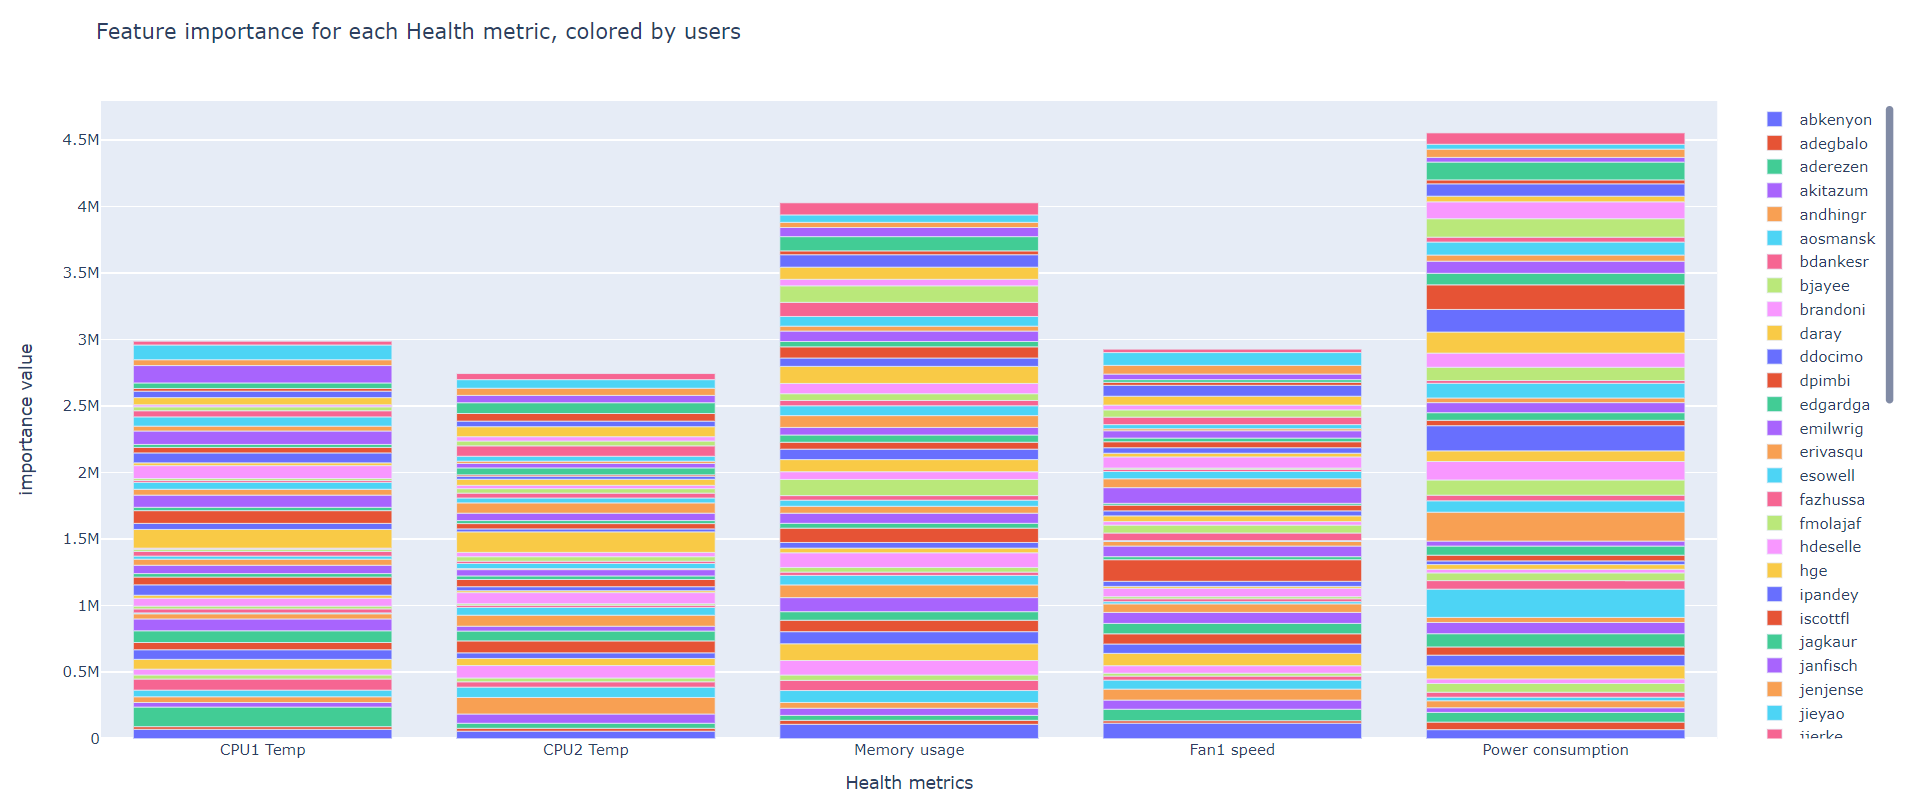 Feature importance for each Health metric, colored by users
importance value
4.5M
4M
3.5M
3M
2.5M
2M
1.5M
1M
0.5M
0
CPU1 Temp
CPU2 Temp
Memory usage
Fan1 speed
Power consumption
Health metrics
abkenyon
adegbalo
aderezen
akitazum
andhingr
aosmansk
bdankesr
bjayee
brandoni
daray
ddocimo
dpimbi
edgardga
emilwrig
erivasqu
esowell
fazhussa
fmolajaf
hdeselle
hge
ipandey
iscottfl
jagkaur
janfisch
jenjense
jieyao